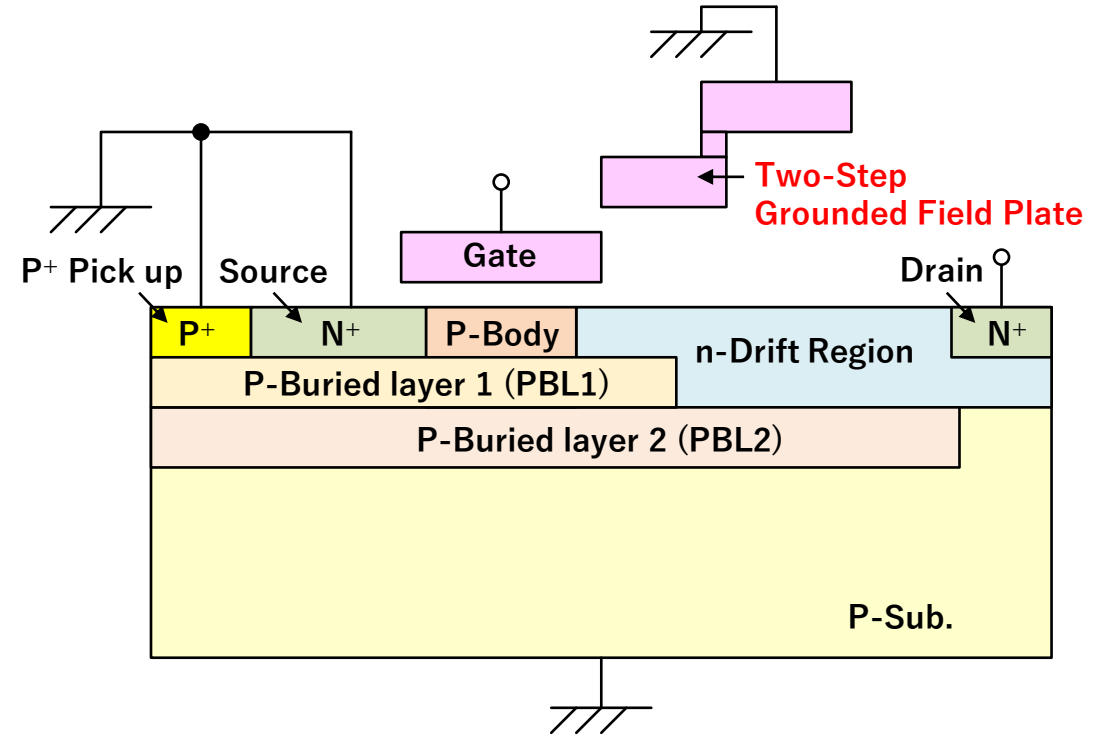 Two-Step
Grounded Field Plate
Gate
P⁺ Pick up
Source
Drain
P⁺
N⁺
P-Body
n-Drift Region
N⁺
P-Buried layer 1 (PBL1)
P-Buried layer 2 (PBL2)
P-Sub.